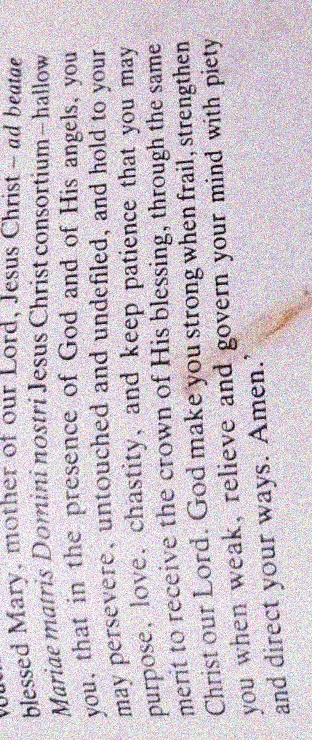 blessed Mary, mother of our Lord, Jesus Christ – ad beatae
Mariae matris Domini nostri Jesus Christ consortium – hallow
you, that in the presence of God and of His angels, you
may persevere, untouched and undefiled, and hold to your
purpose, love, chastity, and keep patience that you may
merit to receive the crown of His blessing, through the same
Christ our Lord. God make you strong when frail, strengthen
you when weak, relieve and govern your mind with piety
and direct your ways. Amen.'